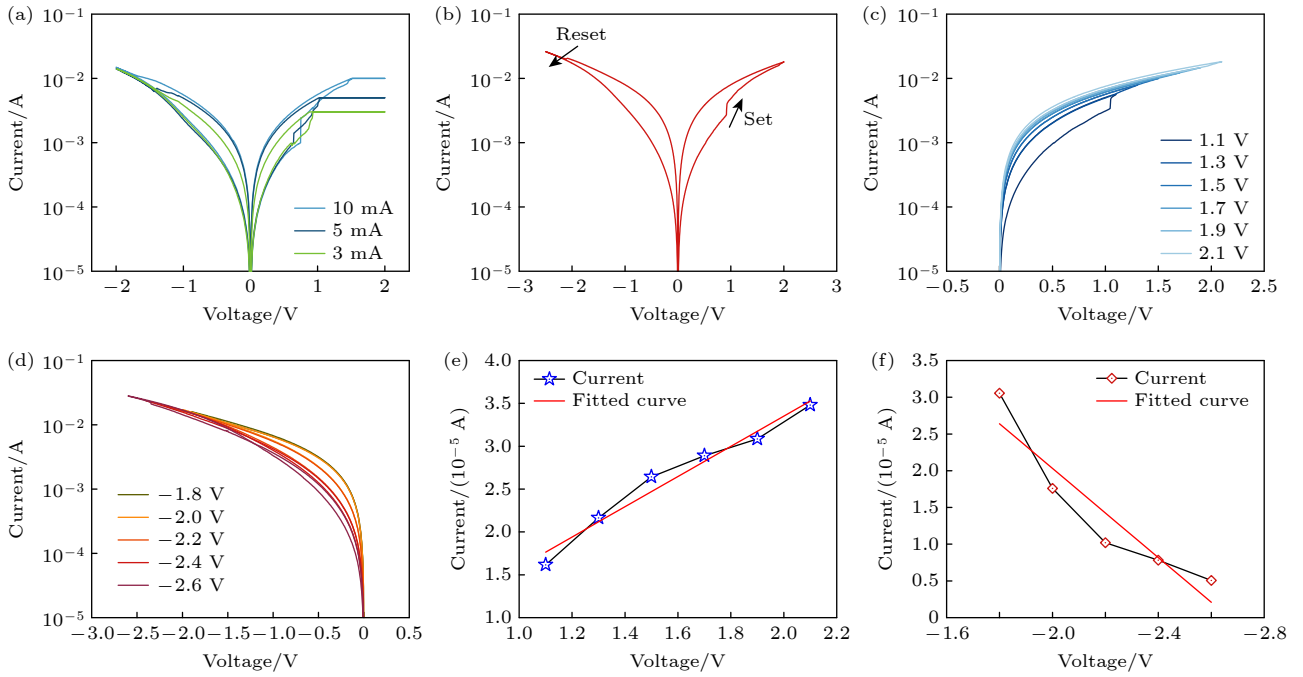 (a)
10⁻¹
10⁻²
10⁻³
10⁻⁴
10⁻⁵
Current/A
10 mA
5 mA
3 mA
−2 −1 0 1 2
Voltage/V
(b)
10⁻¹
10⁻²
10⁻³
10⁻⁴
10⁻⁵
Current/A
Reset
Set
−3 −2 −1 0 1 2 3
Voltage/V
(c)
10⁻¹
10⁻²
10⁻³
10⁻⁴
10⁻⁵
Current/A
1.1 V
1.3 V
1.5 V
1.7 V
1.9 V
2.1 V
−0.5 0 0.5 1.0 1.5 2.0 2.5
Voltage/V
(d)
10⁻¹
10⁻²
10⁻³
10⁻⁴
10⁻⁵
Current/A
−1.8 V
−2.0 V
−2.2 V
−2.4 V
−2.6 V
−3.0 −2.5 −2.0 −1.5 −1.0 −0.5 0 0.5
Voltage/V
(e)
4.0
3.5
3.0
2.5
2.0
1.5
1.0
Current/(10⁻⁵ A)
Current
Fitted curve
1.0 1.2 1.4 1.6 1.8 2.0 2.2
Voltage/V
(f)
3.5
3.0
2.5
2.0
1.5
1.0
0.5
0
Current/(10⁻⁵ A)
Current
Fitted curve
−1.6 −2.0 −2.4 −2.8
Voltage/V